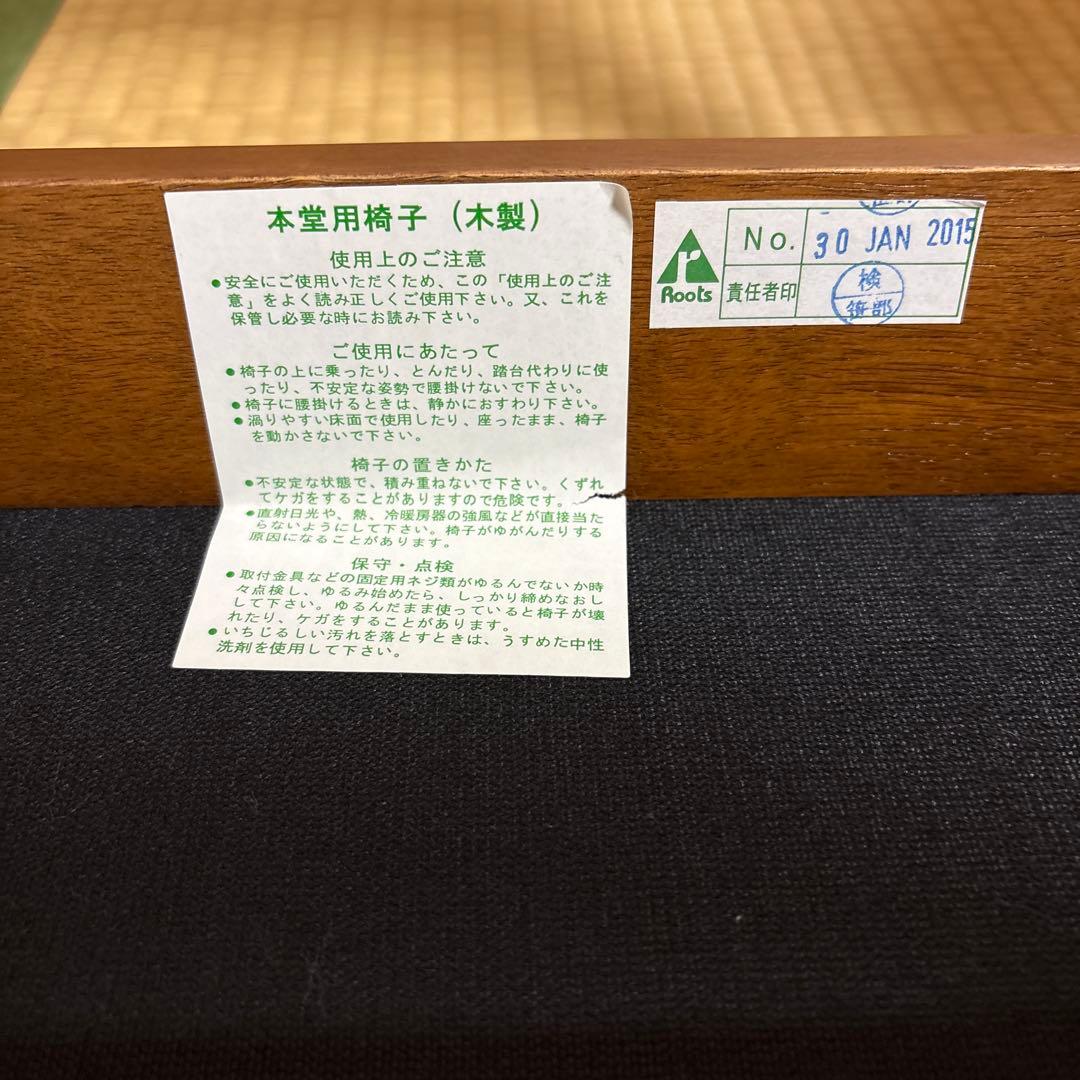 本堂用椅子（木製）
使用上のご注意
●安全にご使用いただくため、この「使用上のご注
意」をよく読み正しくご使用下さい。又、これを
保管し必要な時にお読み下さい。
ご使用にあたって
●椅子の上に乗ったり、とんだり、踏台代わりに使
ったり、不安定な姿勢で腰掛けないで下さい。
●椅子に腰掛けるときは、静かにおすわり下さい。
●渦りやすい床面で使用したり、座ったまま、椅子
を動かさないで下さい。
椅子の置きかた
●不安定な状態で、積み重ねないで下さい。くずれ
てケガをすることがありますので危険です。
●直射日光や、熱、冷暖房器の強風などが直接当た
らないようにして下さい。椅子がゆがんだりする
原因になることがあります。
保守・点検
●取付金具などの固定用ネジ類がゆるんでないか時
々点検し、ゆるみ始めたら、しっかり締めなおし
して下さい。ゆるんだまま使っていると椅子が壊
れたり、ケガをすることがあります。
●いちじるしい汚れを落とすときは、うすめた中性
洗剤を使用して下さい。
r
Roots
No.
30 JAN 2015
責任者印
検